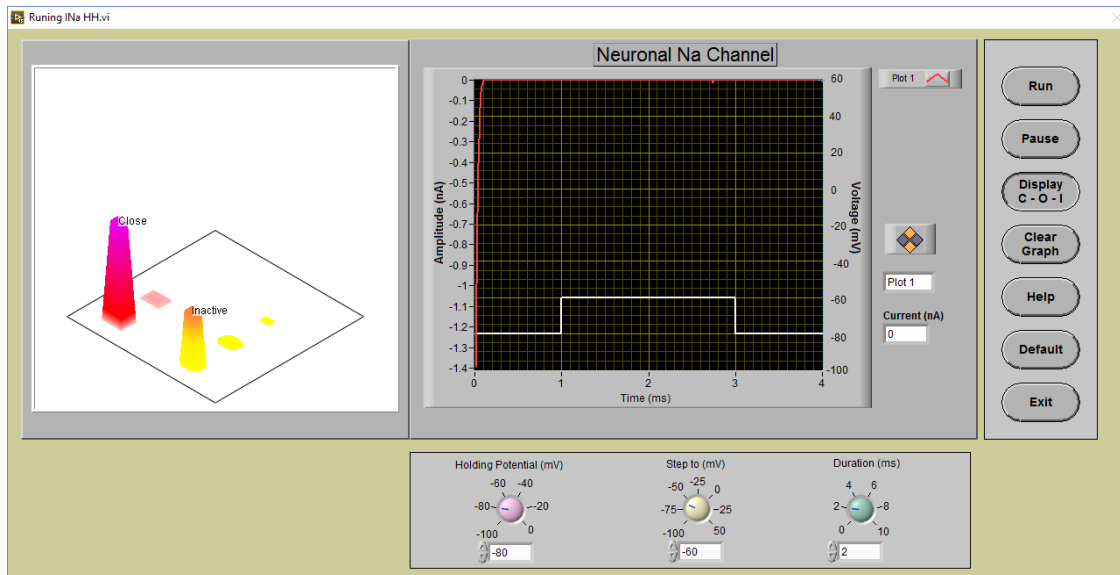 Runing INa HH.vi
Close
Inactive
Neuronal Na Channel
Plot 1
Amplitude (nA)
0
-0.1
-0.2
-0.3
-0.4
-0.5
-0.6
-0.7
-0.8
-0.9
-1
-1.1
-1.2
-1.3
-1.4
0 1 2 3 4
Time (ms)
60
40
20
0
-20
-40
-60
-80
-100
Voltage (mV)
Plot 1
Current (nA)
0
Run
Pause
Display
C - O - I
Clear
Graph
Help
Default
Exit
Holding Potential (mV)
-60 -40
-80 -20
-100 0
-80
Step to (mV)
-25
-50 0
-75 25
-100 50
-60
Duration (ms)
4 6
2 8
0 10
2